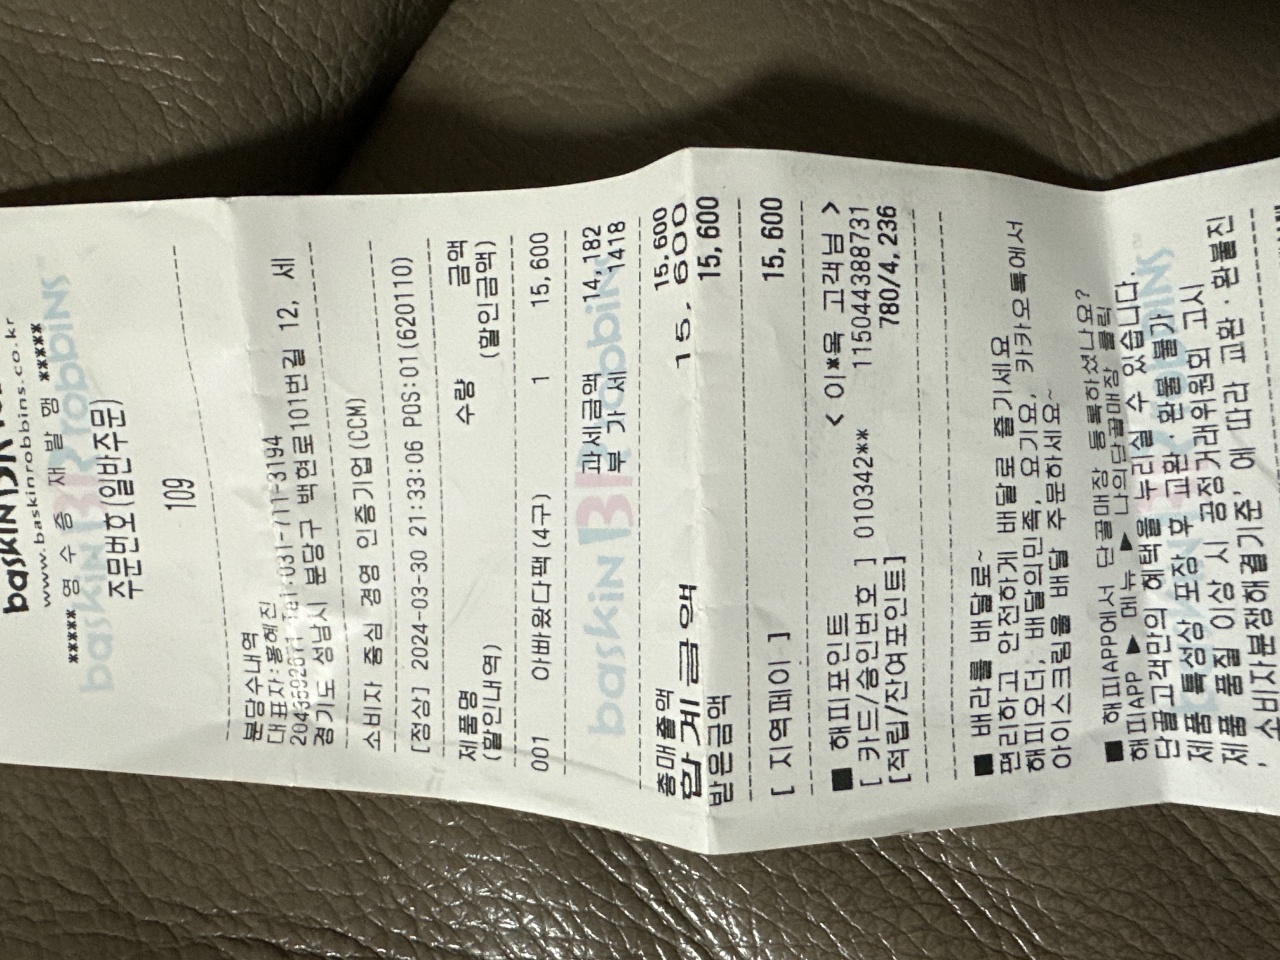 baskin BR
www.baskinrobbins.co.kr
***** 영 수 증 재 발 행 *****
주문번호(일반주문)
109
분당수내역
대표자:홍혜진
Tel:031-711-3194
경기도 성남시 분당구 백현로101번길 12, 세
소비자 중심 경영 인증기업(CCM)
[정상] 2024-03-30 21:33:06 POS:01(620110)
제품명 수량 금액
(할인내역) (할인금액)
001 아빠왔다팩(4구) 1 15,600
과세금액 14,182
부 가 세 1418
baskin BR robbins
총매출액 15,600
합계금액 15,600
받은금액 15,600
[ 지역페이 ] 15,600
■ 해피포인트 < 이*옥 고객님 >
[ 카드/승인번호 ] 010342** 11504438873​1
[적립/잔여포인트] 780/4,236
■ 배라를 배달로~
편리하고 안전하게 배달로 즐기세요
해피오더, 배달의민족, 요기요, 카카오톡에서
아이스크림을 배달 주문하세요~
■ 해피APP에서 단골매장 등록하셨나요?
해피APP ▶ 메뉴 ▶ 나의단골매장 클릭
단골고객만의 혜택을 누리실 수 있습니다.
제품 특성상 포장 후 교환·환불 불가
제품 품질 이상 시 공정거래위원회 고시
, 소비자분쟁해결기준, 에 따라 교환·환불진